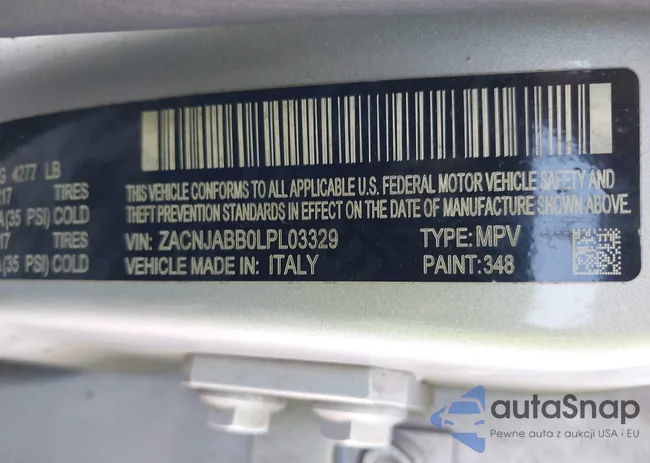 G 4277 LB
17 TIRES
A(35 PSI) COLD
17 TIRES
A(35 PSI) COLD
THIS VEHICLE CONFORMS TO ALL APPLICABLE U.S. FEDERAL MOTOR VEHICLE SAFETY AND
THEFT PREVENTION STANDARDS IN EFFECT ON THE DATE OF MANUFACTURE SHOWN ABOVE.
VIN: ZACNJABB0LPL03329 TYPE: MPV
VEHICLE MADE IN: ITALY PAINT: 348
autoSnap
Pewne auta z aukcji USA i EU